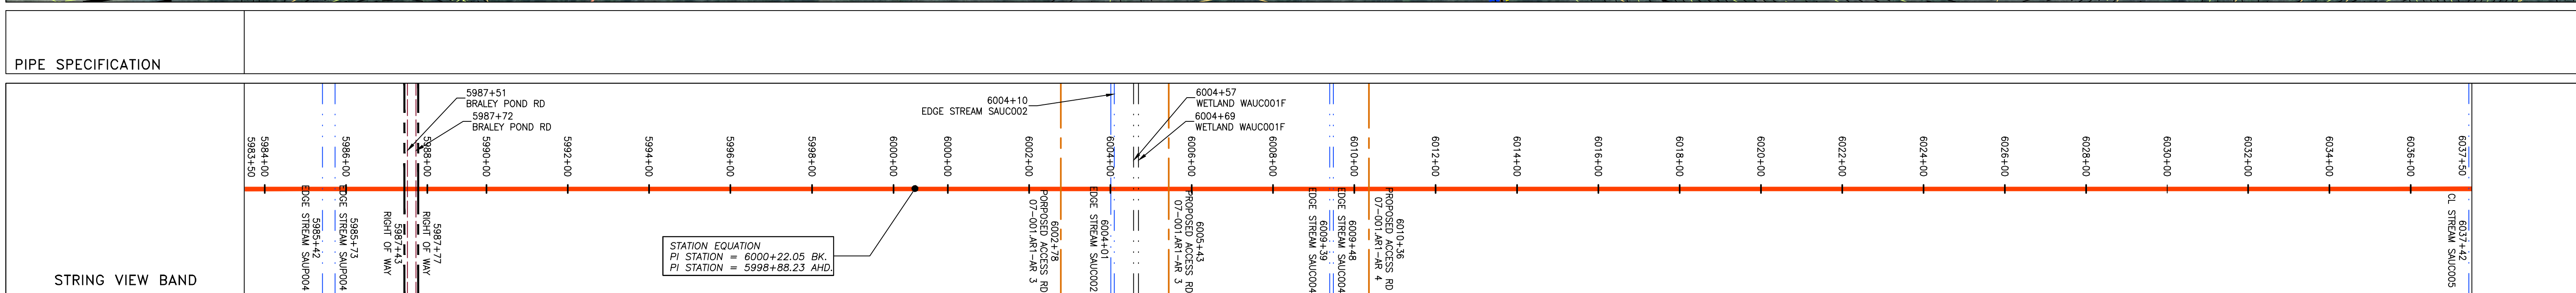 PIPE SPECIFICATION
5987+51
BRALEY POND RD
5987+72
BRALEY POND RD
6004+10
EDGE STREAM SAUC002
6004+57
WETLAND WAUC001F
6004+69
WETLAND WAUC001F
5983+50
5984+00
5986+00
5988+00
5990+00
5992+00
5994+00
5996+00
5998+00
6000+00
6000+00
6002+00
6004+00
6006+00
6008+00
6010+00
6012+00
6014+00
6016+00
6018+00
6020+00
6022+00
6024+00
6026+00
6028+00
6030+00
6032+00
6034+00
6036+00
6037+50
5985+42
EDGE STREAM SAUP004
5985+73
EDGE STREAM SAUP004
5987+43
RIGHT OF WAY
5987+77
RIGHT OF WAY
STATION EQUATION
PI STATION = 6000+22.05 BK.
PI STATION = 5998+88.23 AHD.
6002+78
PORPOSED ACCESS RD
07-001.AR1-AR 3
6004+01
EDGE STREAM SAUC002
6005+43
PROPOSED ACCESS RD
07-001.AR1-AR 3
6009+39
EDGE STREAM SAUC004
6009+48
EDGE STREAM SAUC004
6010+36
PROPOSED ACCESS RD
07-001.AR1-AR 4
6037+42
CL STREAM SAUC005
STRING VIEW BAND